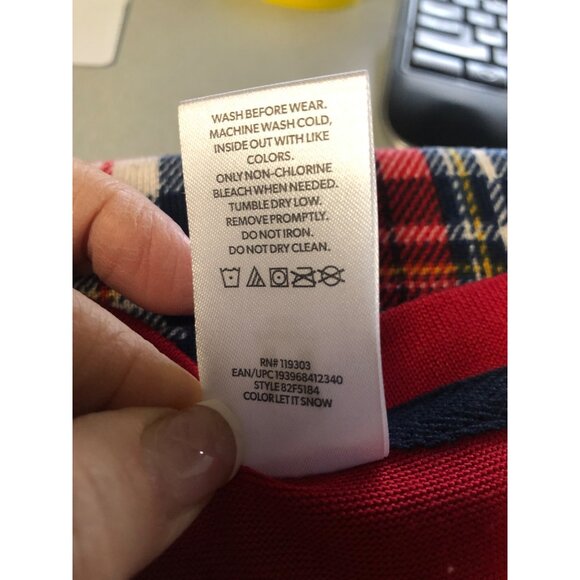 WASH BEFORE WEAR.
MACHINE WASH COLD,
INSIDE OUT WITH LIKE
COLORS.
ONLY NON-CHLORINE
BLEACH WHEN NEEDED.
TUMBLE DRY LOW.
REMOVE PROMPTLY.
DO NOT IRON.
DO NOT DRY CLEAN.
RN# 119303
EAN/UPC 193968412340
STYLE 82F5184
COLOR LET IT SNOW